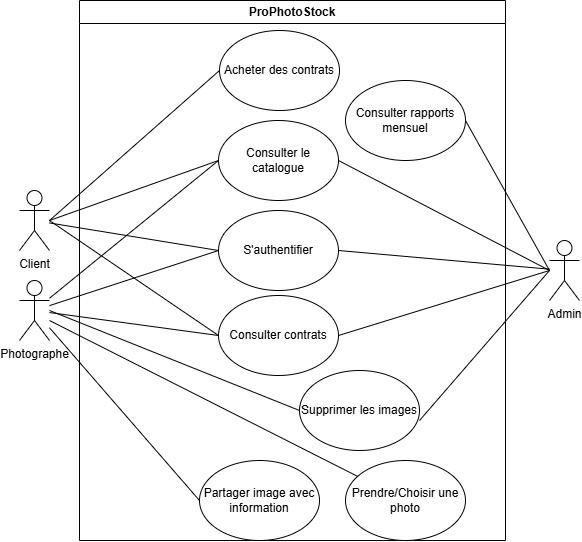 ProPhotoStock
Acheter des contrats
Consulter rapports
mensuel
Consulter le
catalogue
Client
S'authentifier
Admin
Photographe
Consulter contrats
Supprimer les images
Partager image avec
information
Prendre/Choisir une
photo